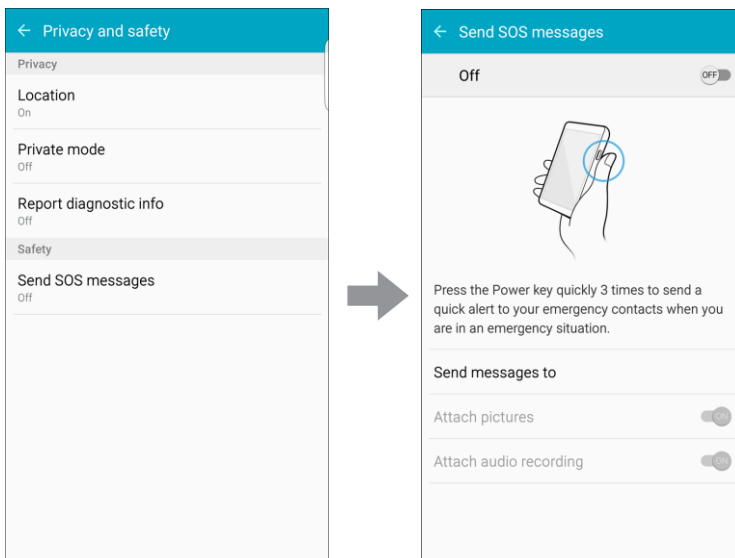 Privacy and safety
Privacy
Location
On
Private mode
Off
Report diagnostic info
Off
Safety
Send SOS messages
Off
Send SOS messages
Off
OFF
Press the Power key quickly 3 times to send a
quick alert to your emergency contacts when you
are in an emergency situation.
Send messages to
Attach pictures
ON
Attach audio recording
ON